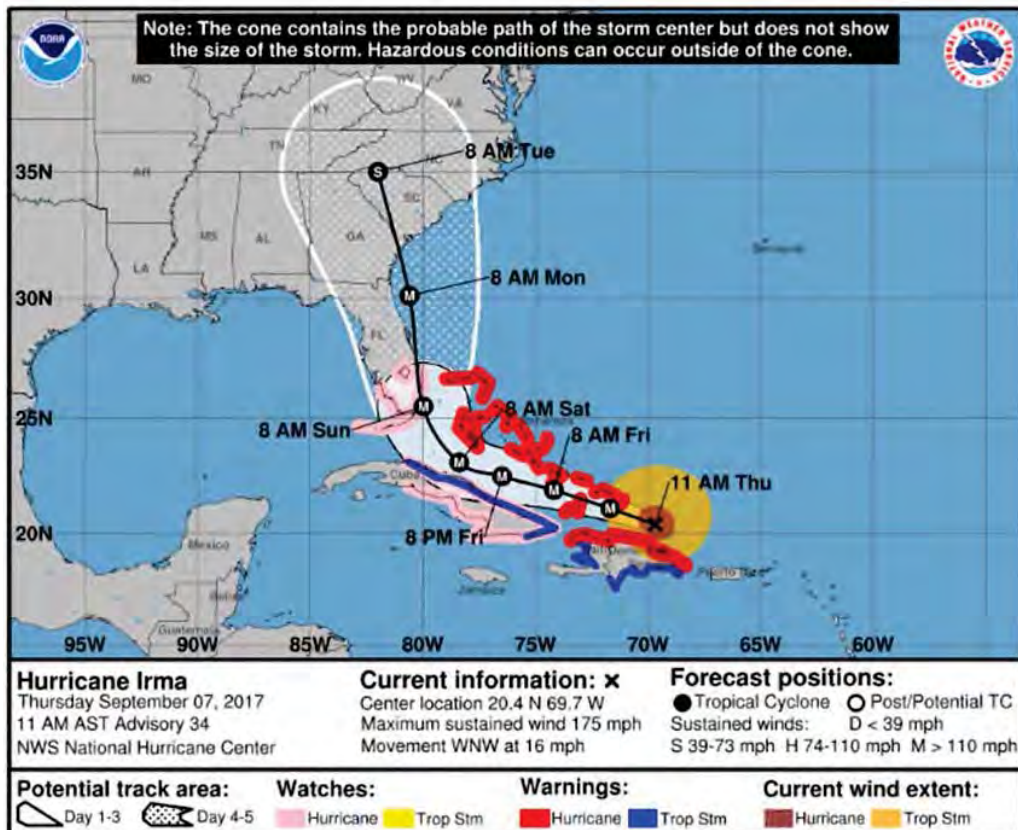 Note: The cone contains the probable path of the storm center but does not show
the size of the storm. Hazardous conditions can occur outside of the cone.
NOAA
MO
KY
WV
VA
TN
NC
8 AM Tue
35N
AR
SC
MS
AL
GA
LA
8 AM Mon
30N
FL
25N
8 AM Sun
8 AM Sat
8 AM Fri
11 AM Thu
Cuba
8 PM Fri
20N
Mexico
Jamaica
Puerto Rico
Belize
Guatemala
95W 90W 85W 80W 75W 70W 65W 60W
Hurricane Irma
Thursday September 07, 2017
11 AM AST Advisory 34
NWS National Hurricane Center
Current information: x
Center location 20.4 N 69.7 W
Maximum sustained wind 175 mph
Movement WNW at 16 mph
Forecast positions:
Tropical Cyclone Post/Potential TC
Sustained winds: D < 39 mph
S 39-73 mph H 74-110 mph M > 110 mph
Potential track area:
Day 1-3 Day 4-5
Watches:
Hurricane Trop Stm
Warnings:
Hurricane Trop Stm
Current wind extent:
Hurricane Trop Stm